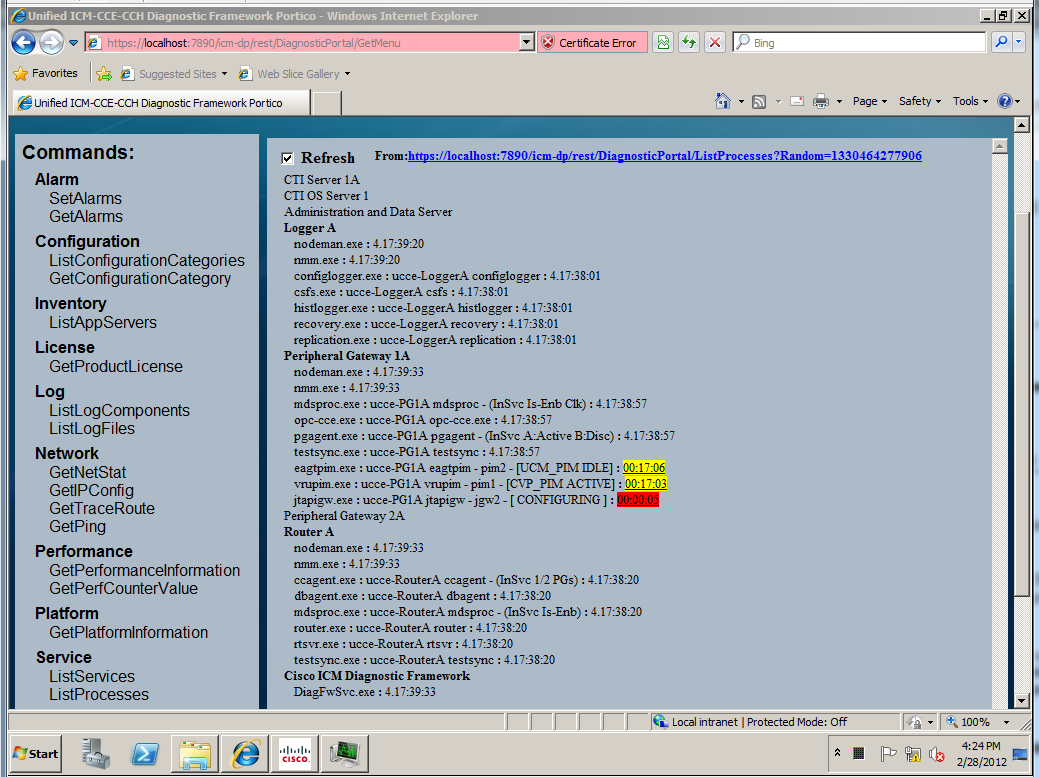 Unified ICM-CCE-CCH Diagnostic Framework Portico - Windows Internet Explorer
https://localhost:7890/icm-dp/rest/DiagnosticPortal/GetMenu
Certificate Error
Bing
Favorites
Suggested Sites
Web Slice Gallery
Unified ICM-CCE-CCH Diagnostic Framework Portico
Page
Safety
Tools
Commands:
Alarm
SetAlarms
GetAlarms
Configuration
ListConfigurationCategories
GetConfigurationCategory
Inventory
ListAppServers
License
GetProductLicense
Log
ListLogComponents
ListLogFiles
Network
GetNetStat
GetIPConfig
GetTraceRoute
GetPing
Performance
GetPerformanceInformation
GetPerfCounterValue
Platform
GetPlatformInformation
Service
ListServices
ListProcesses
Refresh From:https://localhost:7890/icm-dp/rest/DiagnosticPortal/ListProcesses?Random=1330464277906
CTI Server 1A
CTI OS Server 1
Administration and Data Server
Logger A
nodeman.exe : 4.17:39:20
nmm.exe : 4.17:39:20
configlogger.exe : ucce-LoggerA configlogger : 4.17:38:01
csfs.exe : ucce-LoggerA csfs : 4.17:38:01
histlogger.exe : ucce-LoggerA histlogger : 4.17:38:01
recovery.exe : ucce-LoggerA recovery : 4.17:38:01
replication.exe : ucce-LoggerA replication : 4.17:38:01
Peripheral Gateway 1A
nodeman.exe : 4.17:39:33
nmm.exe : 4.17:39:33
mdsproc.exe : ucce-PG1A mdsproc - (InSvc Is-Enb Clk) : 4.17:38:57
opc-cce.exe : ucce-PG1A opc-cce.exe : 4.17:38:57
pgagent.exe : ucce-PG1A pgagent - (InSvc A:Active B:Disc) : 4.17:38:57
testsync.exe : ucce-PG1A testsync : 4.17:38:57
eagtpim.exe : ucce-PG1A eagtpim - pim2 - [UCM_PIM IDLE] : 00:17:06
vrupim.exe : ucce-PG1A vrupim - pim1 - [CVP_PIM ACTIVE] : 00:17:03
jtapigw.exe : ucce-PG1A jtapigw - jgw2 - [ CONFIGURING ] : 00:00:05
Peripheral Gateway 2A
Router A
nodeman.exe : 4.17:39:33
nmm.exe : 4.17:39:33
ccagent.exe : ucce-RouterA ccagent - (InSvc 1/2 PGs) : 4.17:38:20
dbagent.exe : ucce-RouterA dbagent : 4.17:38:20
mdsproc.exe : ucce-RouterA mdsproc - (InSvc Is-Enb) : 4.17:38:20
router.exe : ucce-RouterA router : 4.17:38:20
rtsvr.exe : ucce-RouterA rtsvr : 4.17:38:20
testsync.exe : ucce-RouterA testsync : 4.17:38:20
Cisco ICM Diagnostic Framework
DiagFwSvc.exe : 4.17:39:33
Local intranet | Protected Mode: Off
100%
Start
CISCO
4:24 PM
2/28/2012